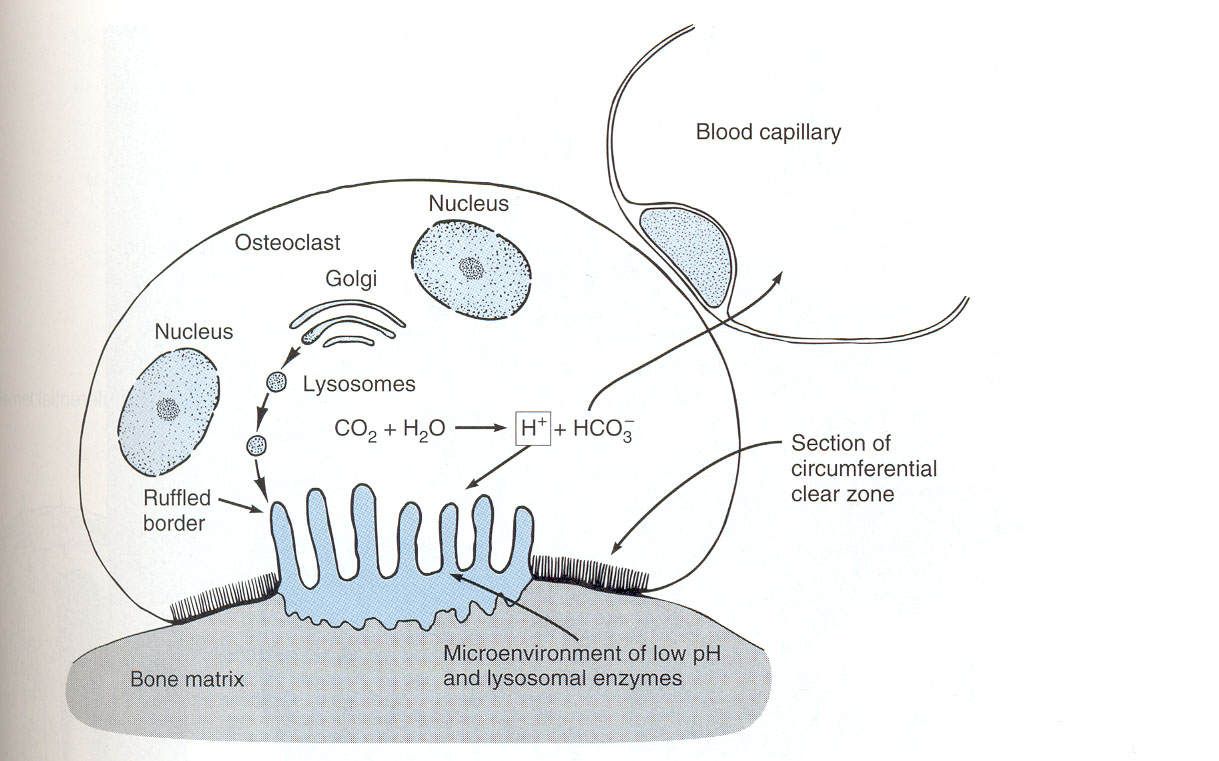 Blood capillary
Nucleus
Osteoclast
Golgi
Nucleus
Lysosomes
CO₂ + H₂O → H⁺ + HCO₃⁻
Section of
circumferential
clear zone
Ruffled
border
Microenvironment of low pH
and lysosomal enzymes
Bone matrix